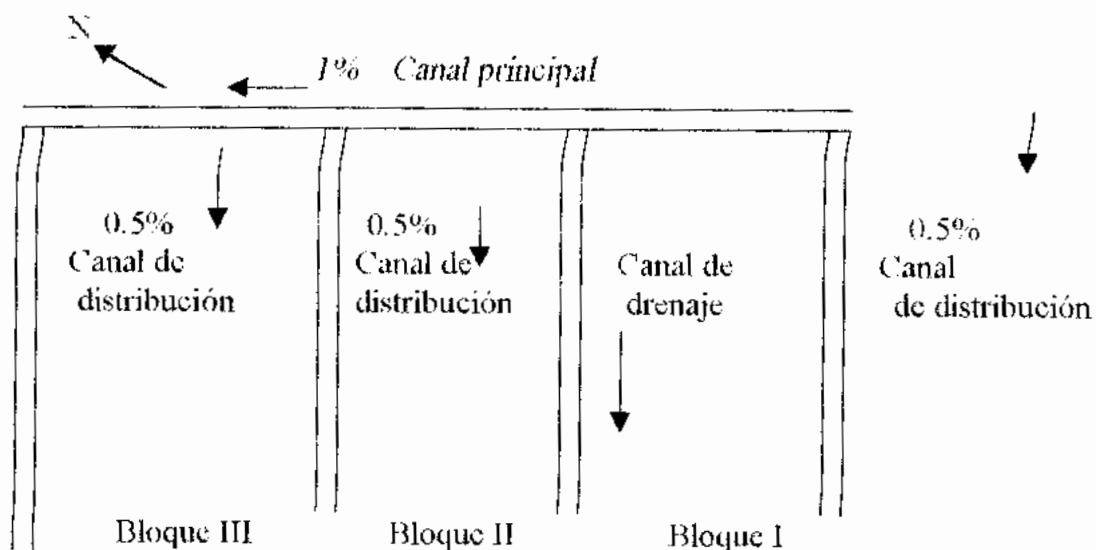 N
1% Canal principal
0.5%
Canal de
distribución
0.5%
Canal de
distribución
Canal de
drenaje
0.5%
Canal
de distribución
Bloque III
Bloque II
Bloque I